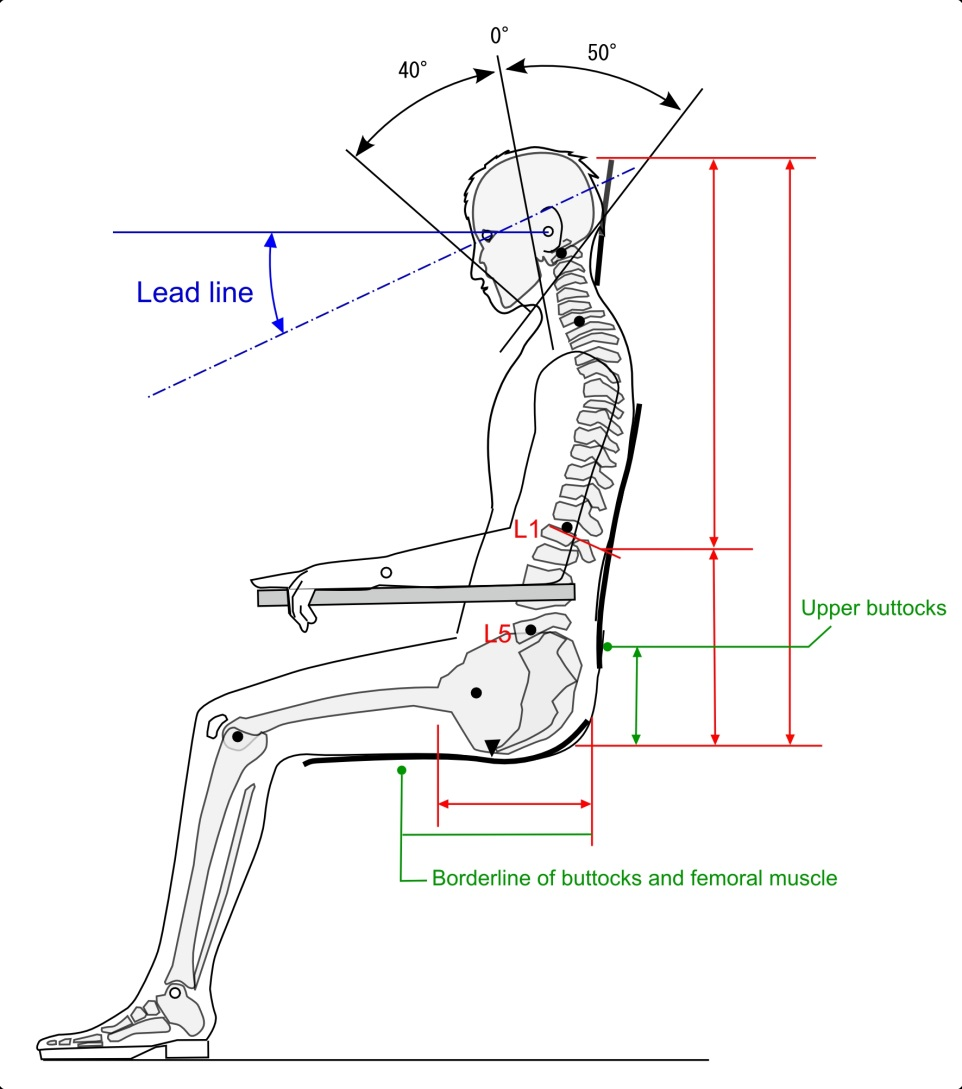 0°
40°
50°
Lead line
L1
Upper buttocks
L5
Borderline of buttocks and femoral muscle